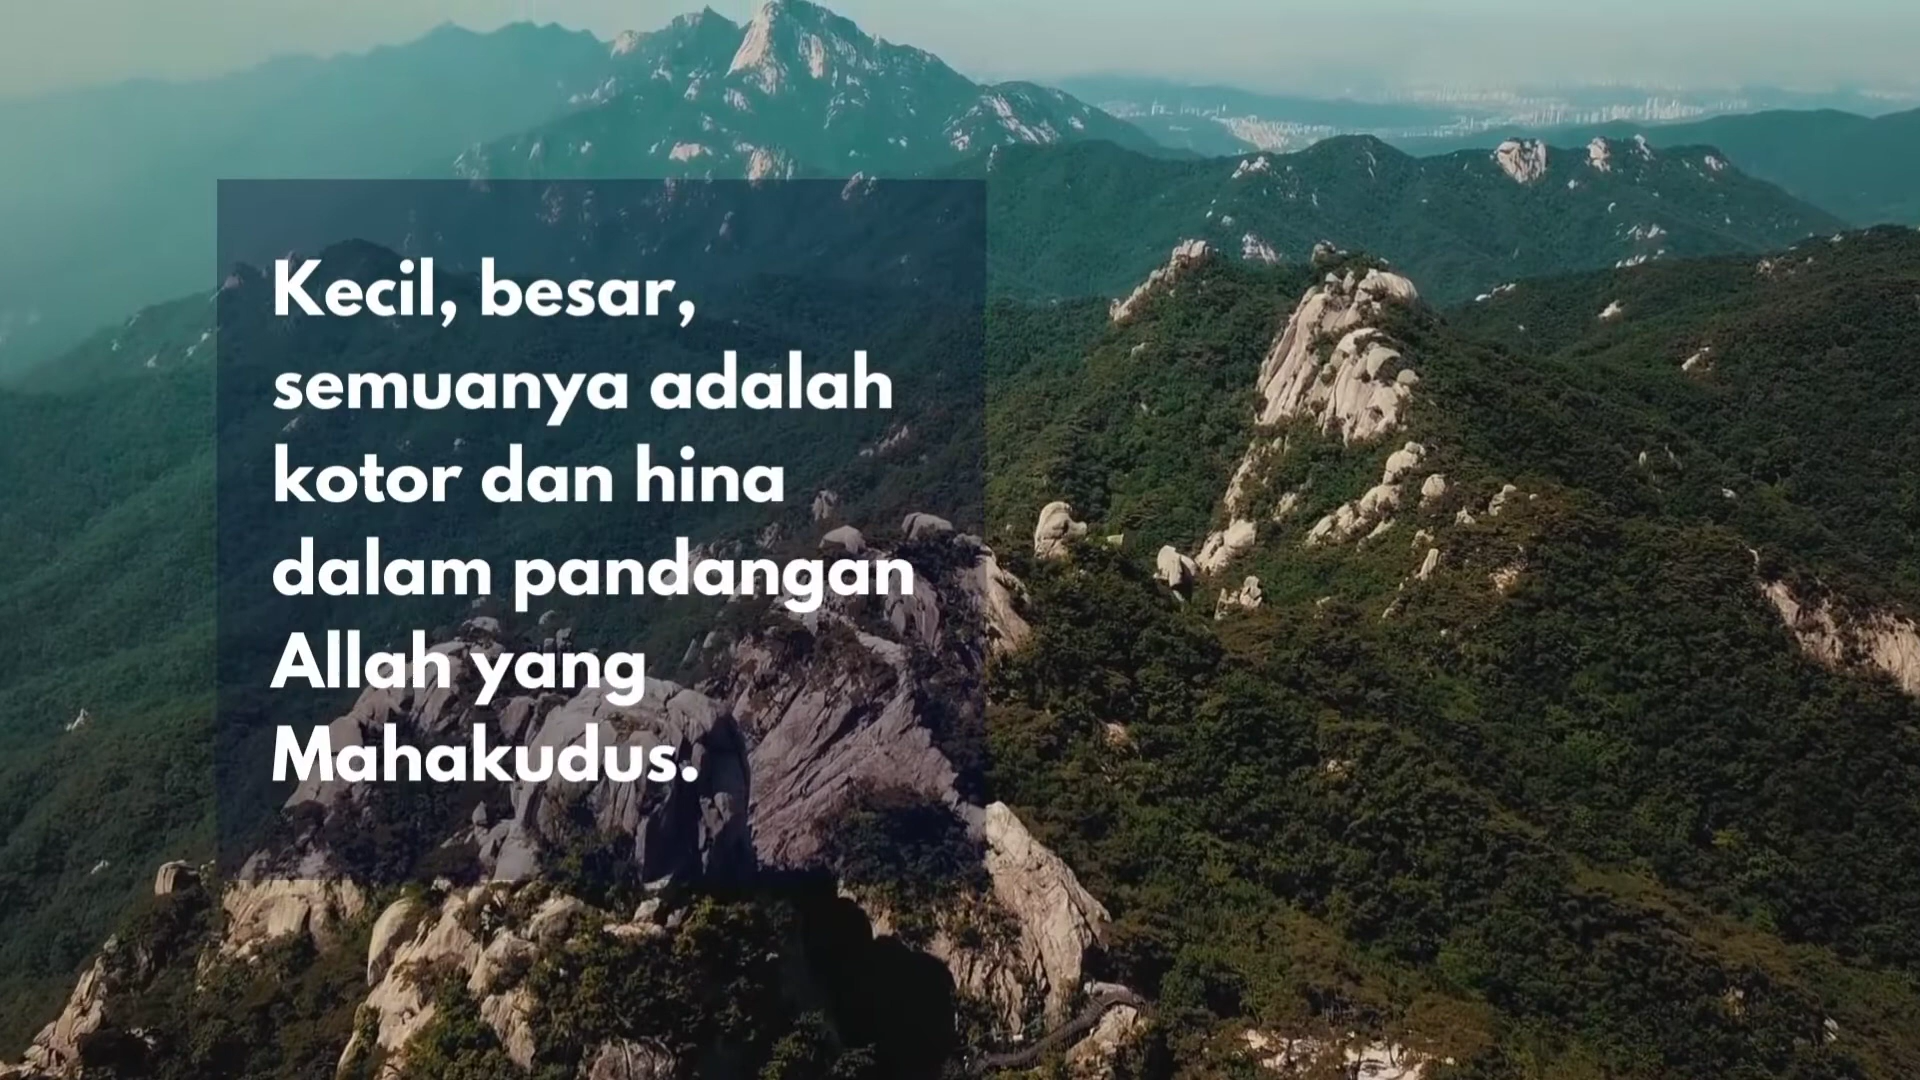 Kecil, besar,
semuanya adalah
kotor dan hina
dalam pandangan
Allah yang
Mahakudus.